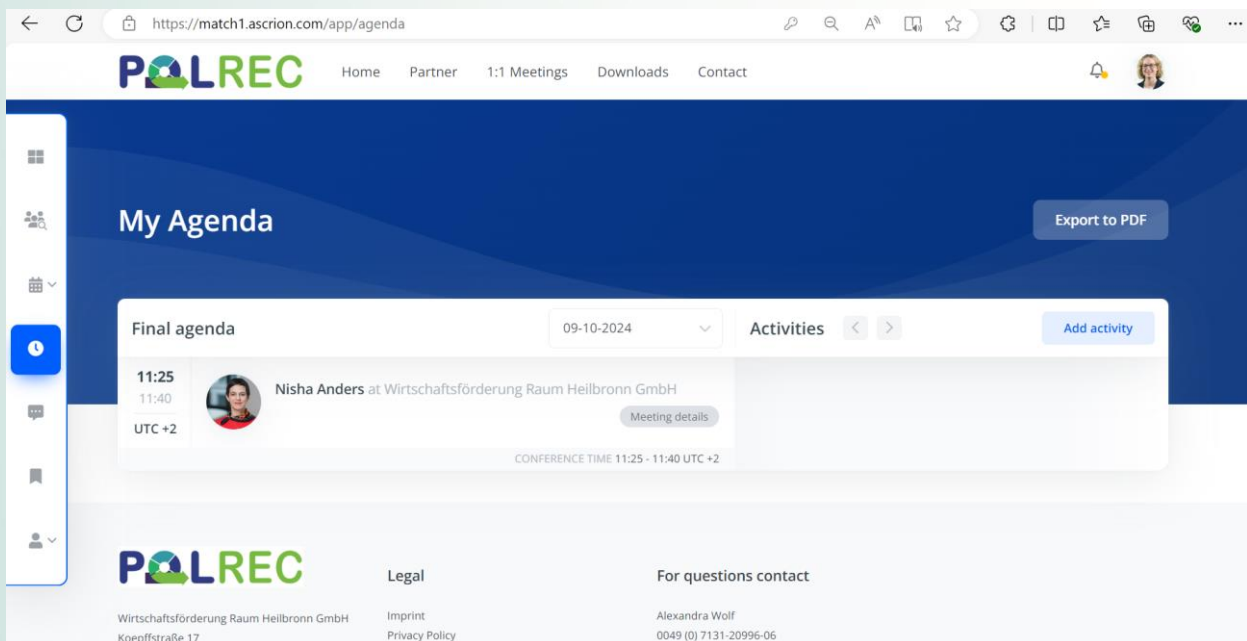 https://match1.ascrion.com/app/agenda
POLREC Home Partner 1:1 Meetings Downloads Contact
My Agenda
Export to PDF
Final agenda 09-10-2024 Activities < > Add activity
11:25
11:40
UTC +2
Nisha Anders at Wirtschaftsförderung Raum Heilbronn GmbH
Meeting details
CONFERENCE TIME 11:25 - 11:40 UTC +2
POLREC
Wirtschaftsförderung Raum Heilbronn GmbH
Koepffstraße 17
Legal
Imprint
Privacy Policy
For questions contact
Alexandra Wolf
0049 (0) 7131-20996-06